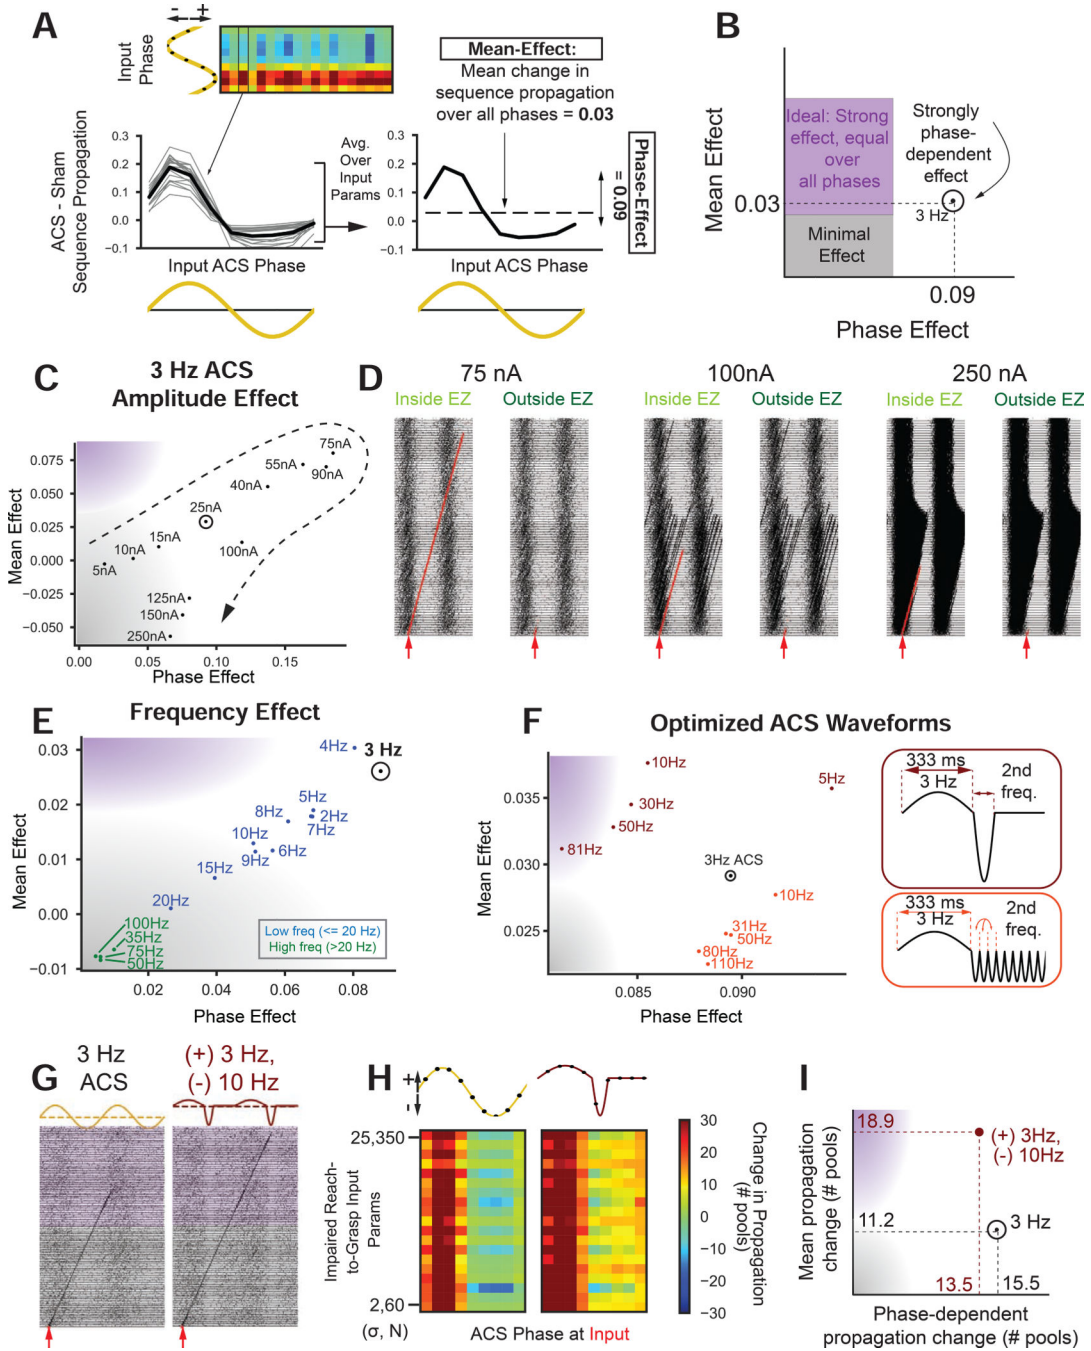 A
- +
Input
Phase
Mean-Effect:
Mean change in
sequence propagation
over all phases = 0.03
ACS - Sham
Sequence Propagation
0.3
0.2
0.1
0.0
-0.1
Avg.
Over
Input
Params
0.3
0.2
0.1
0.0
-0.1
Phase-Effect
= 0.09
Input ACS Phase
Input ACS Phase
B
Mean Effect
Ideal: Strong
effect, equal
over
all phases
Strongly
phase-
dependent
effect
0.03
3 Hz
Minimal
Effect
0.09
Phase Effect
C
3 Hz ACS
Amplitude Effect
Mean Effect
0.075
0.050
0.025
0.000
−0.025
−0.050
75nA
55nA
90nA
40nA
25nA
15nA
10nA
5nA
100nA
125nA
150nA
250nA
0.00
0.05
0.10
0.15
Phase Effect
D
75 nA
100nA
250 nA
Inside EZ
Outside EZ
Inside EZ
Outside EZ
Inside EZ
Outside EZ
E
Frequency Effect
Mean Effect
0.03
0.02
0.01
0.00
−0.01
4Hz
3 Hz
5Hz
8Hz
2Hz
7Hz
10Hz
9Hz
6Hz
15Hz
20Hz
100Hz
35Hz
75Hz
50Hz
Low freq (<= 20 Hz)
High freq (>20 Hz)
0.02
0.04
0.06
0.08
Phase Effect
F
Optimized ACS Waveforms
Mean Effect
0.035
0.030
0.025
10Hz
5Hz
30Hz
50Hz
81Hz
3Hz ACS
10Hz
31Hz
50Hz
80Hz
110Hz
0.085
0.090
Phase Effect
333 ms
3 Hz
2nd
freq.
333 ms
3 Hz
2nd
freq.
G
3 Hz
ACS
(+) 3 Hz,
(-) 10 Hz
H
+
-
25,350
Impaired Reach-
to-Grasp Input
Params
2,60
(σ, N)
ACS Phase at Input
30
20
10
0
−10
−20
−30
Change in Propagation
(# pools)
I
Mean propagation
change (# pools)
18.9
(+) 3Hz,
(-) 10Hz
11.2
3 Hz
13.5
15.5
Phase-dependent
propagation change (# pools)